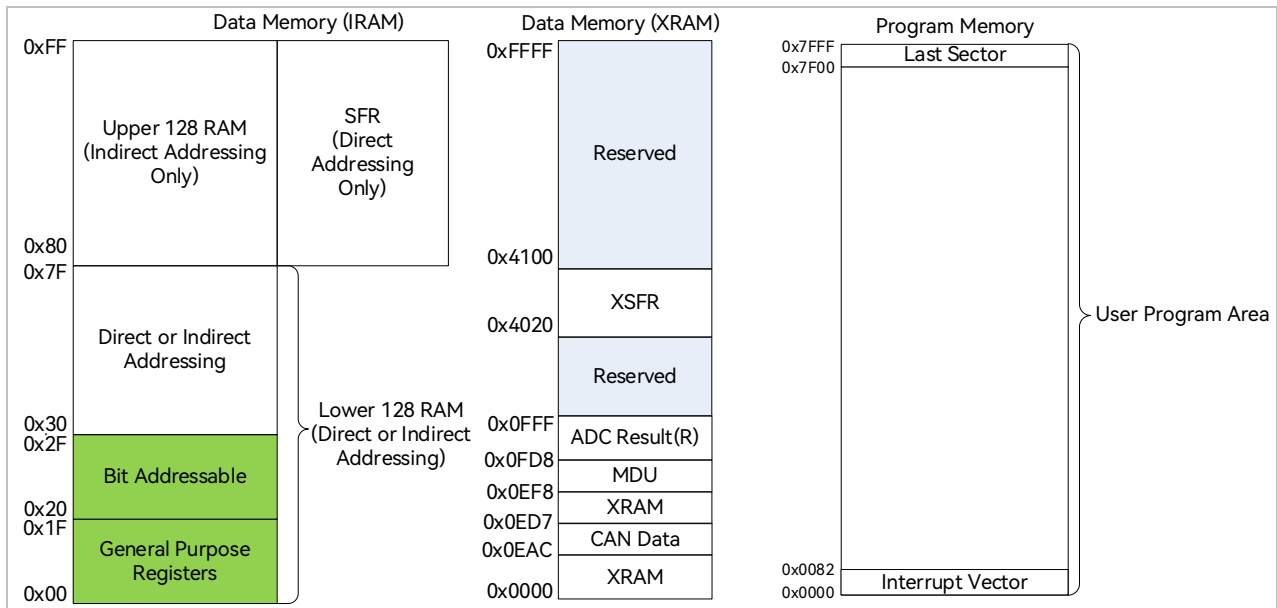 Data Memory (IRAM)
0xFF
Upper 128 RAM
(Indirect Addressing
Only)
SFR
(Direct
Addressing
Only)
0x80
0x7F
Direct or Indirect
Addressing
0x30
0x2F
Bit Addressable
0x20
0x1F
General Purpose
Registers
0x00
Lower 128 RAM
(Direct or Indirect
Addressing)
Data Memory (XRAM)
0xFFFF
Reserved
0x4100
XSFR
0x4020
Reserved
0x0FFF
ADC Result(R)
0x0FD8
MDU
0x0EF8
XRAM
0x0ED7
CAN Data
0x0EAC
XRAM
0x0000
Program Memory
0x7FFF
Last Sector
0x7F00
User Program Area
0x0082
Interrupt Vector
0x0000